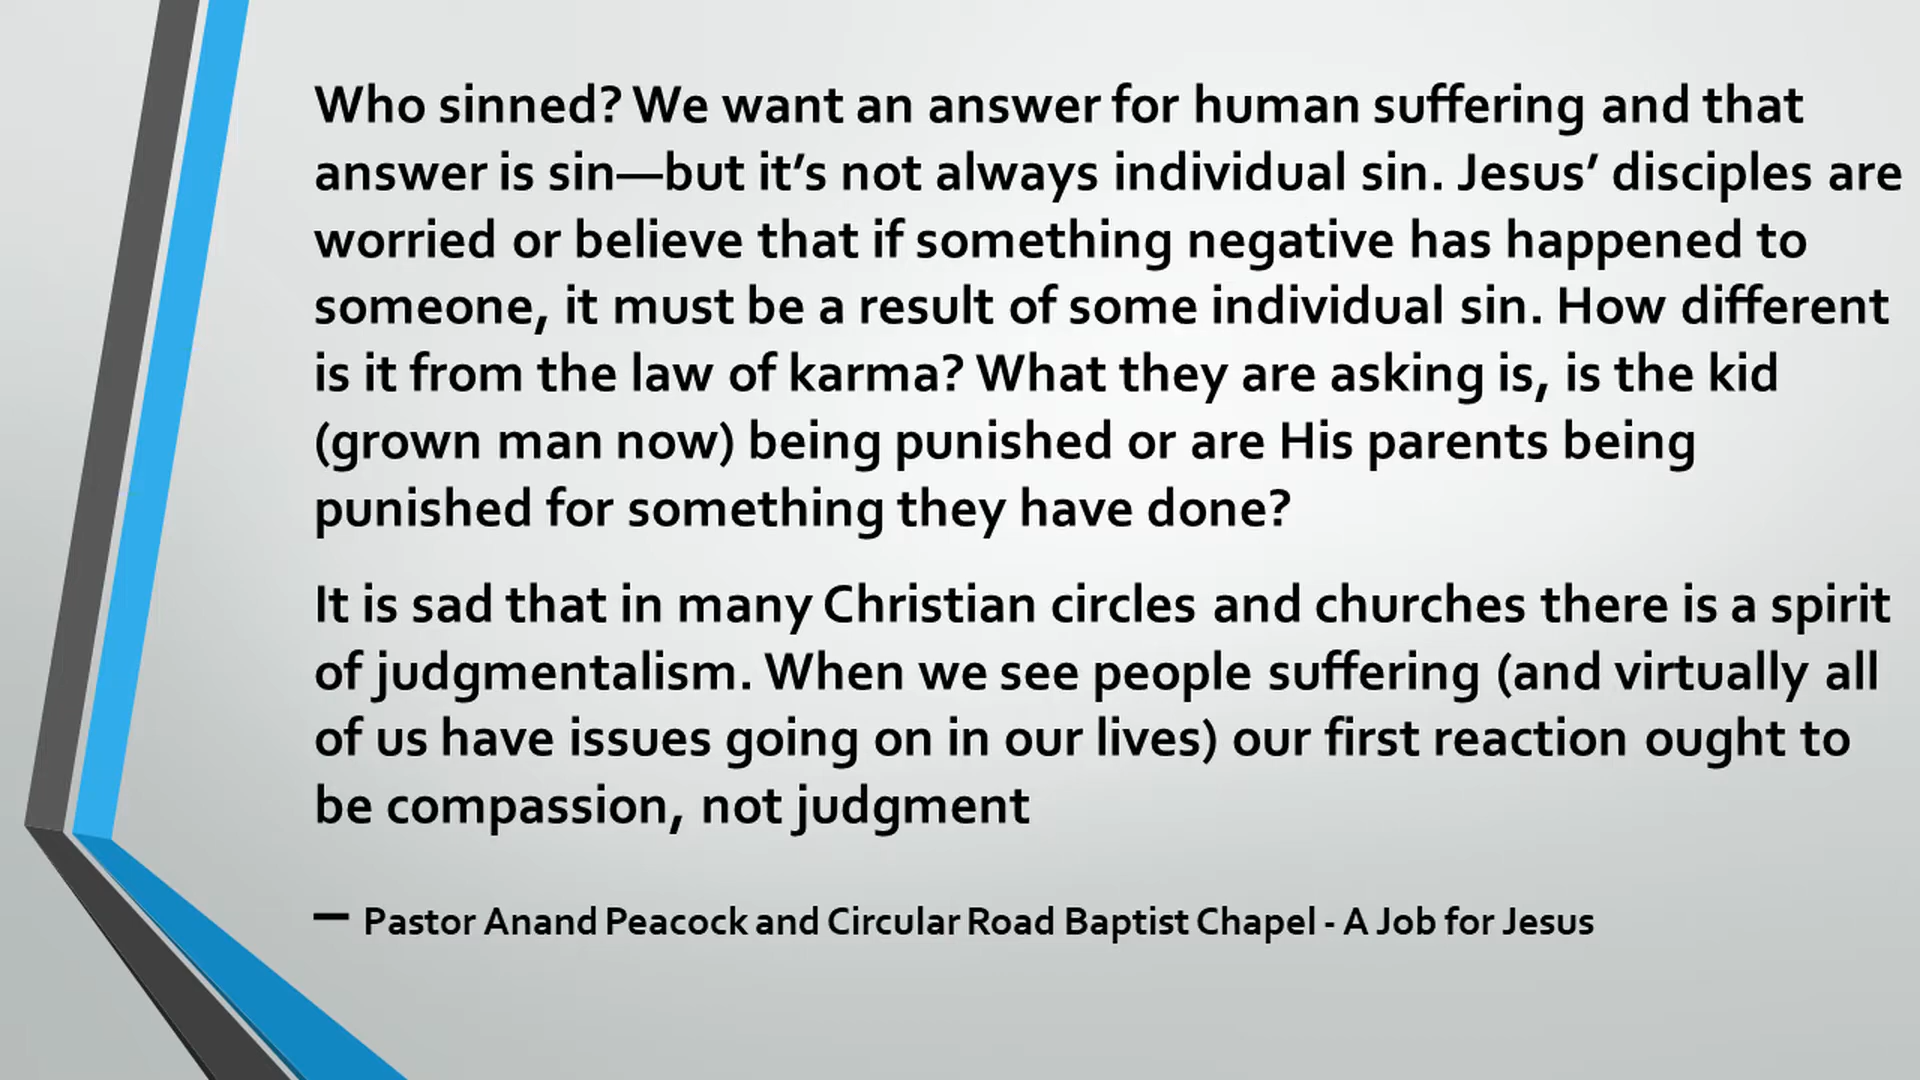 Who sinned? We want an answer for human suffering and that
answer is sin—but it’s not always individual sin. Jesus’ disciples are
worried or believe that if something negative has happened to
someone, it must be a result of some individual sin. How different
is it from the law of karma? What they are asking is, is the kid
(grown man now) being punished or are His parents being
punished for something they have done?
It is sad that in many Christian circles and churches there is a spirit
of judgmentalism. When we see people suffering (and virtually all
of us have issues going on in our lives) our first reaction ought to
be compassion, not judgment
— Pastor Anand Peacock and Circular Road Baptist Chapel - A Job for Jesus